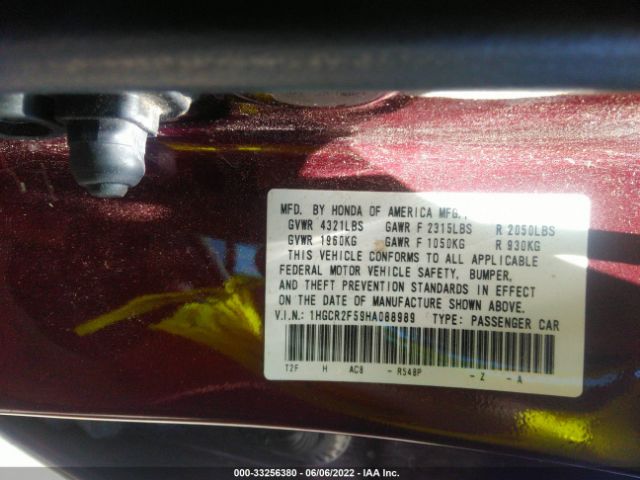 MFD. BY HONDA OF AMERICA MFG.,
GVWR 4321LBS GAWR F 2315LBS R 2050LBS
GVWR 1960KG GAWR F 1050KG R 930KG
THIS VEHICLE CONFORMS TO ALL APPLICABLE
FEDERAL MOTOR VEHICLE SAFETY, BUMPER,
AND THEFT PREVENTION STANDARDS IN EFFECT
ON THE DATE OF MANUFACTURE SHOWN ABOVE.
V.I.N.: 1HGCR2F59HA088989 TYPE: PASSENGER CAR
T2F H AC8 - R548P - Z - A
000-33256380 - 06/06/2022 - IAA Inc.